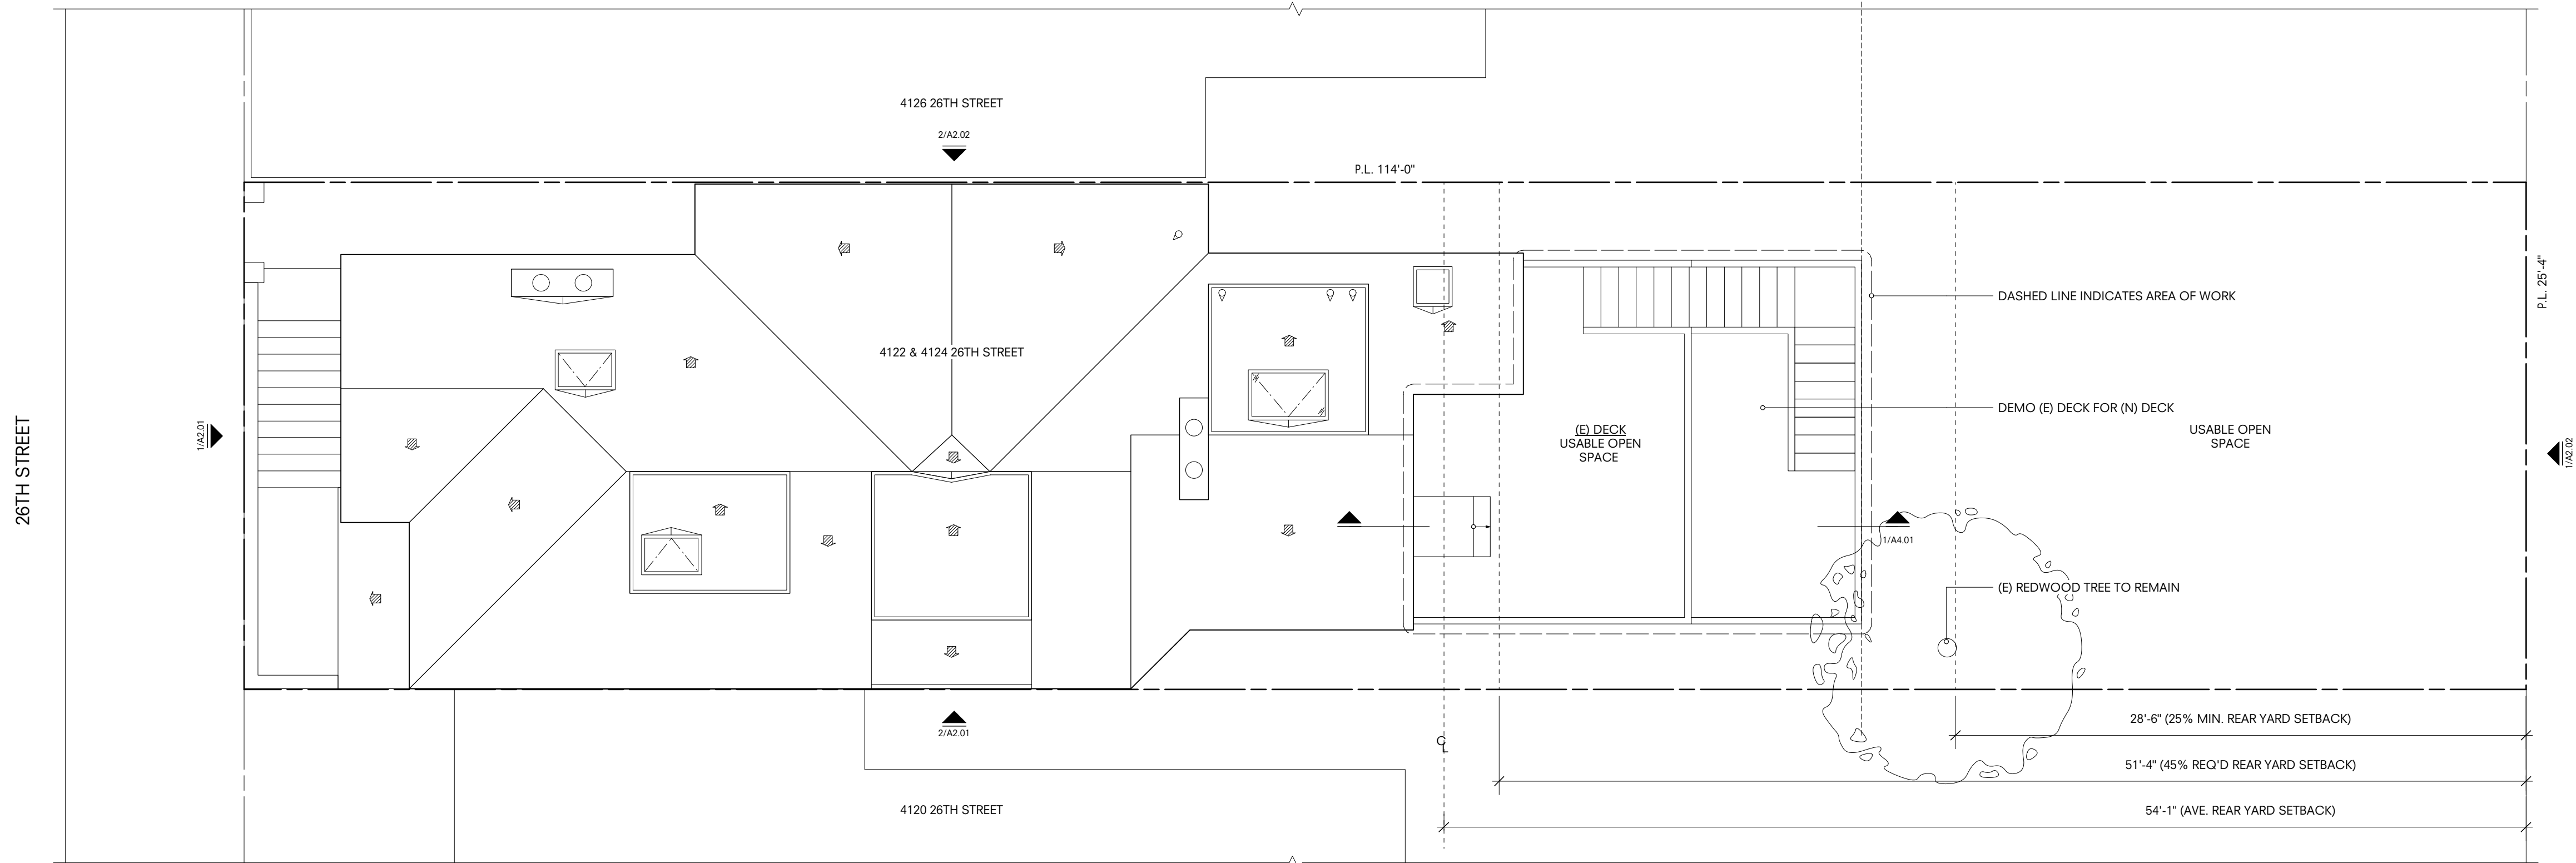 4126 26TH STREET
2/A2.02
P.L. 114'-0"
P.L. 25'-4"
DASHED LINE INDICATES AREA OF WORK
4122 & 4124 26TH STREET
DEMO (E) DECK FOR (N) DECK
26TH STREET
1/A2.01
(E) DECK
USABLE OPEN
SPACE
USABLE OPEN
SPACE
1/A2.02
1/A4.01
(E) REDWOOD TREE TO REMAIN
2/A2.01
28'-6" (25% MIN. REAR YARD SETBACK)
CL
51'-4" (45% REQ'D REAR YARD SETBACK)
4120 26TH STREET
54'-1" (AVE. REAR YARD SETBACK)